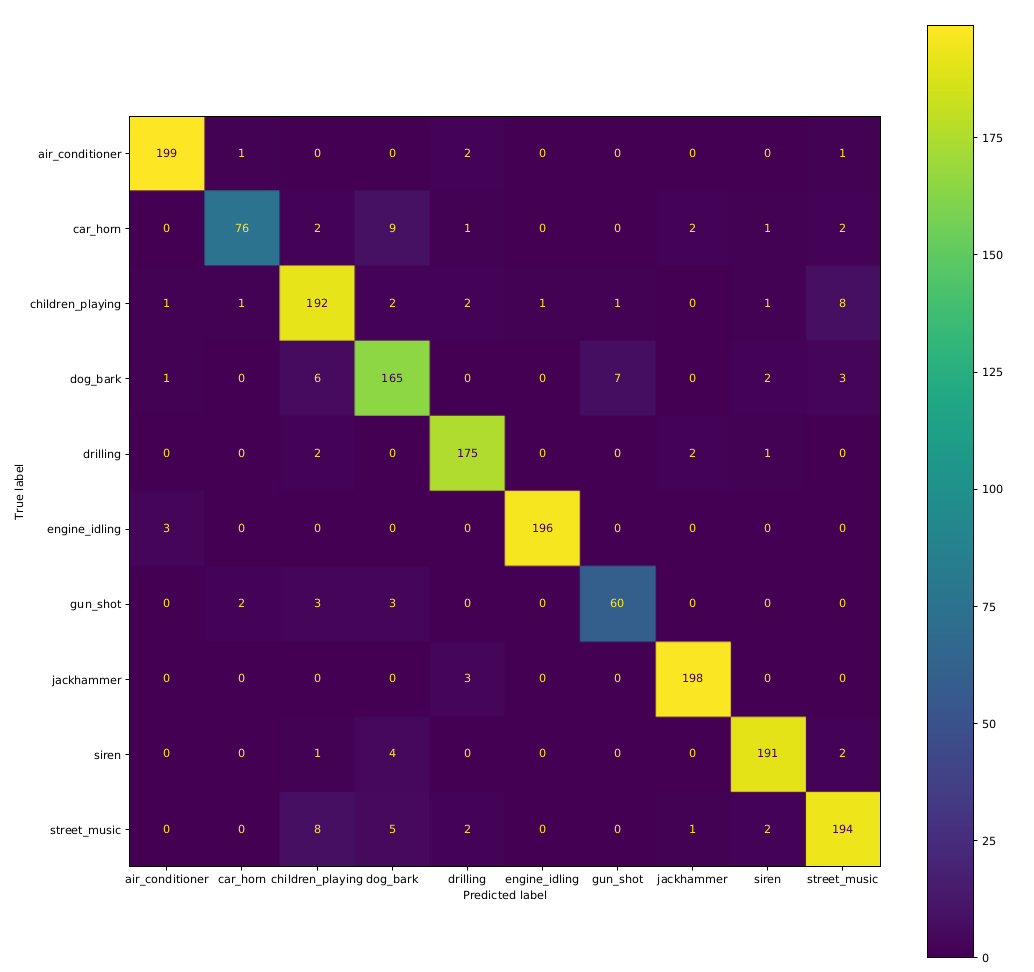 air_conditioner 199 1 0 0 2 0 0 0 0 1
car_horn 0 76 2 9 1 0 0 2 1 2
children_playing 1 1 192 2 2 1 1 0 1 8
dog_bark 1 0 6 165 0 0 7 0 2 3
drilling 0 0 2 0 175 0 0 2 1 0
True label
engine_idling 3 0 0 0 0 196 0 0 0 0
gun_shot 0 2 3 3 0 0 60 0 0 0
jackhammer 0 0 0 0 3 0 0 198 0 0
siren 0 0 1 4 0 0 0 0 191 2
street_music 0 0 8 5 2 0 0 1 2 194
air_conditioner car_horn children_playing dog_bark drilling engine_idling gun_shot jackhammer siren street_music
Predicted label
175
150
125
100
75
50
25
0